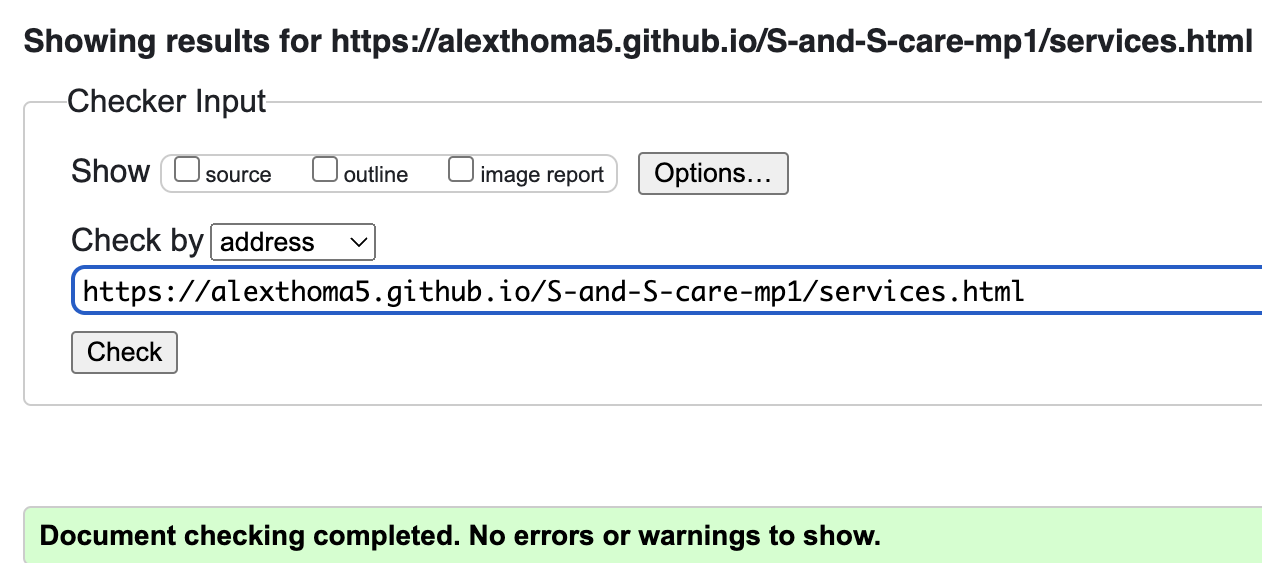 Showing results for https://alexthoma5.github.io/S-and-S-care-mp1/services.html
Checker Input
Show source outline image report Options…
Check by address
https://alexthoma5.github.io/S-and-S-care-mp1/services.html
Check
Document checking completed. No errors or warnings to show.